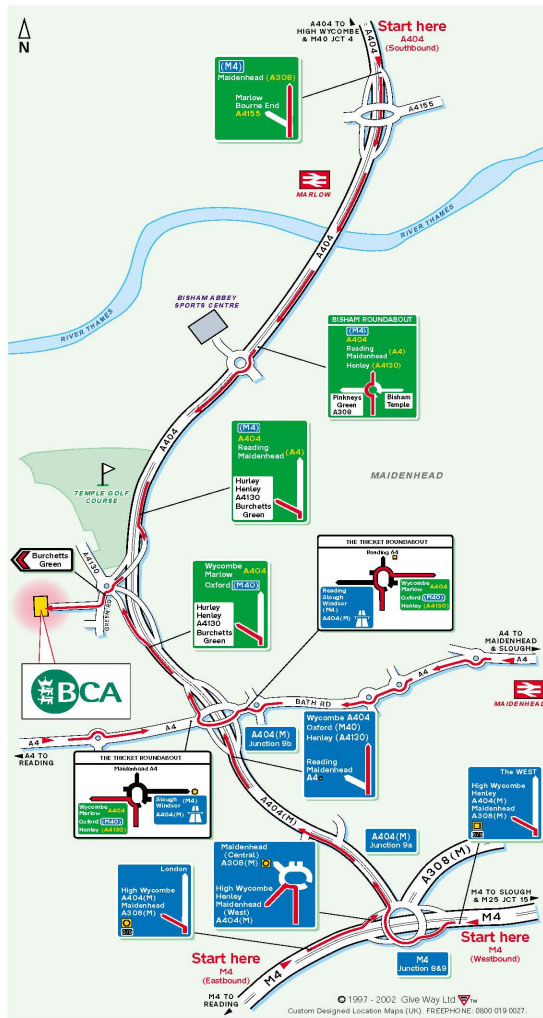 N
A404 TO
HIGH WYCOMBE
& M40 JCT 4
Start here
A404
(Southbound)
A404
(M4)
Maidenhead (A308)
Marlow
Bourne End
A4155
A4155
MARLOW
A404
RIVER THAMES
RIVER THAMES
BISHAM ABBEY
SPORTS CENTRE
BISHAM ROUNDABOUT
(M4)
A404
Reading
Maidenhead (A4)
Henley (A4130)
Pinkneys
Green
A308
Bisham
Temple
A404
(M4)
A404
Reading
Maidenhead (A4)
Hurley
Henley
A4130
Burchetts
Green
MAIDENHEAD
TEMPLE GOLF
COURSE
Burchetts
Green
A4130
GREEN RD
BCA
Wycombe
Marlow A404
Oxford (M40)
Hurley
Henley
A4130
Burchetts
Green
THE THICKET ROUNDABOUT
Reading A4
Reading
Slough
Windsor
(M4)
A404(M)
Wycombe
Marlow
A404
Oxford (M40)
Henley (A4130)
A4 TO
MAIDENHEAD
& SLOUGH
A4
MAIDENHEAD
BATH RD
A4
A4
A4 TO
READING
A404(M)
Junction 9b
Wycombe A404
Oxford (M40)
Henley (A4130)
Reading
Maidenhead
A4
THE THICKET ROUNDABOUT
Maidenhead A4
Wycombe
Marlow
A404
Oxford (M40)
Henley (A4130)
Slough (M4)
Windsor
A404(M)
A404(M)
A404(M)
Junction 9a
The WEST
High Wycombe
Henley
A404(M)
Maidenhead
A308(M)
8/9
A308(M)
Maidenhead
(Central)
A308(M)
High Wycombe
Henley
Maidenhead
(West)
A404(M)
London
High Wycombe
A404(M)
Maidenhead
A308(M)
8/9
M4 TO SLOUGH
& M25 JCT 15
M4
Start here
M4
(Westbound)
M4
Junction 8&9
Start here
M4
(Eastbound)
M4
M4 TO
READING
© 1997 - 2002 Give Way Ltd TM
Custom Designed Location Maps (UK). FREEPHONE: 0800 019 0027.